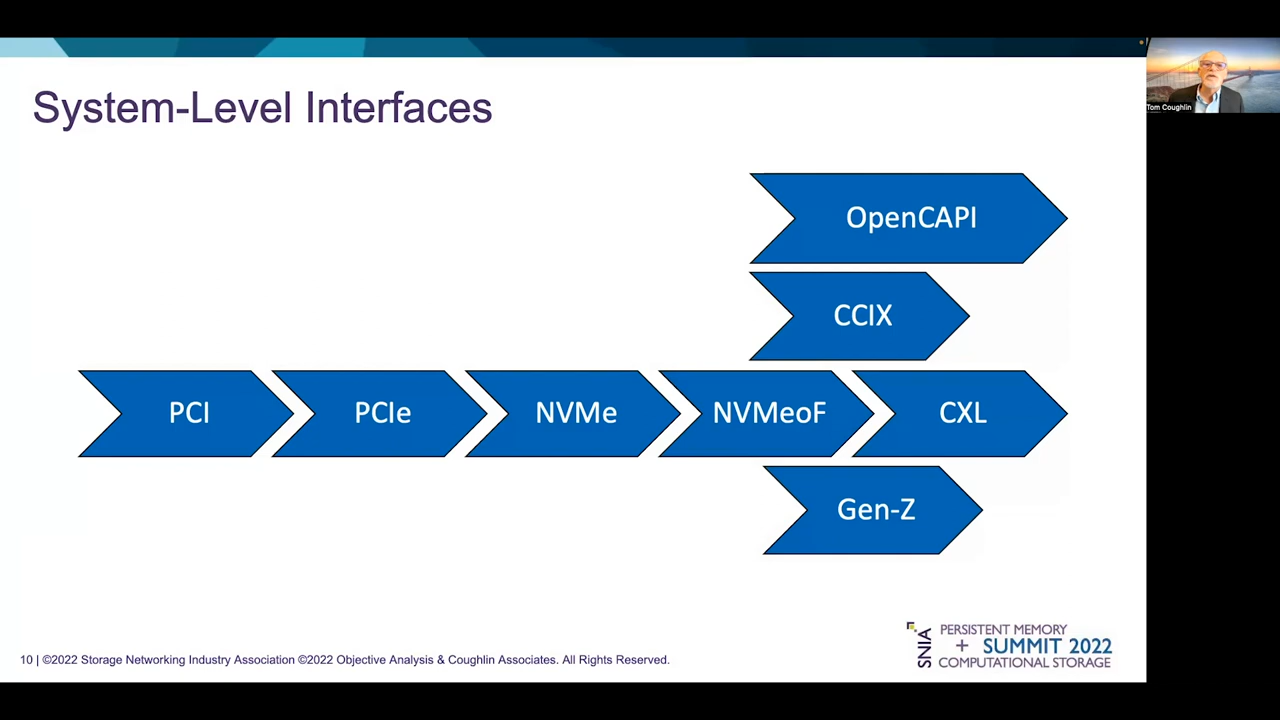 System-Level Interfaces
Tom Coughlin
OpenCAPI
CCIX
PCI
PCIe
NVMe
NVMeoF
CXL
Gen-Z
10 | ©2022 Storage Networking Industry Association ©2022 Objective Analysis & Coughlin Associates. All Rights Reserved.
SNIA
PERSISTENT MEMORY
+ SUMMIT 2022
COMPUTATIONAL STORAGE